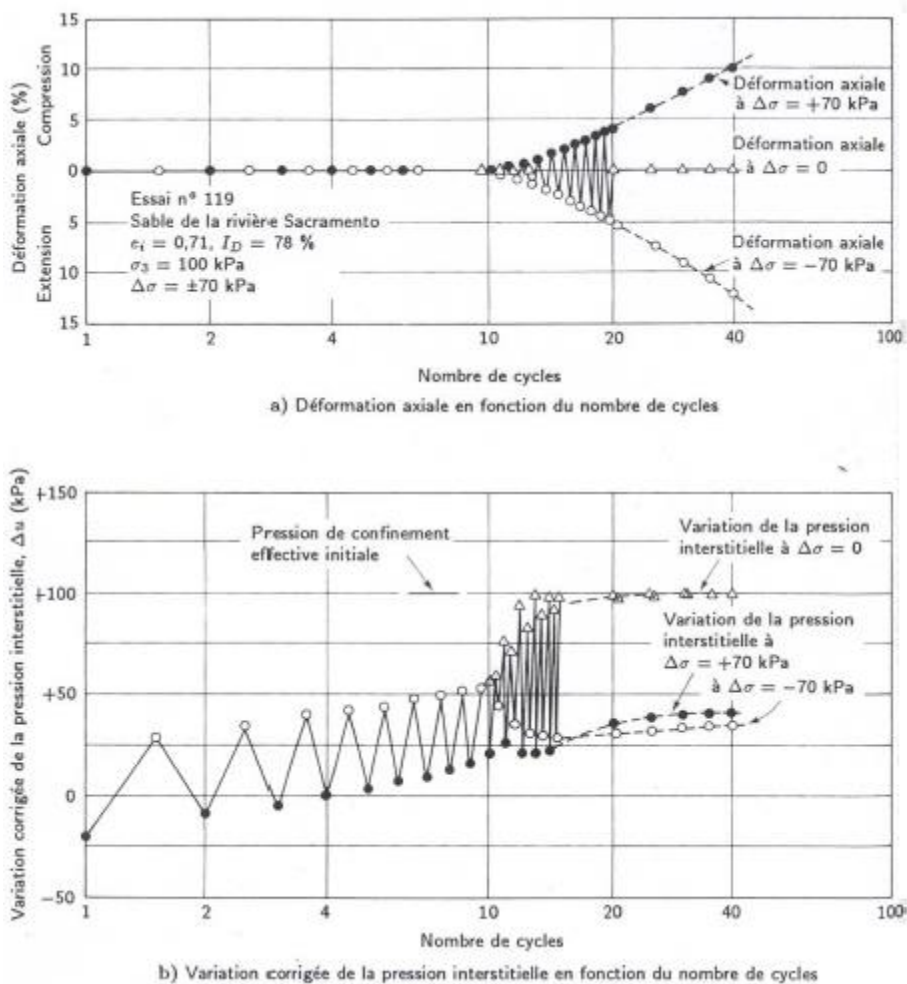 15
10
5
0
5
10
15
Déformation axiale (%)
Extension Compression
Essai n° 119
Sable de la rivière Sacramento
e_i = 0,71, I_D = 78 %
σ_3 = 100 kPa
Δσ = ±70 kPa
Déformation axiale
à Δσ = +70 kPa
Déformation axiale
à Δσ = 0
Déformation axiale
à Δσ = −70 kPa
1 2 4 10 20 40 100
Nombre de cycles
a) Déformation axiale en fonction du nombre de cycles
Variation corrigée de la pression interstitielle, Δu (kPa)
+150
+100
+50
0
−50
Pression de confinement
effective initiale
Variation de la pression
interstitielle à Δσ = 0
Variation de la pression
interstitielle à
Δσ = +70 kPa
à Δσ = −70 kPa
1 2 4 10 20 40 100
Nombre de cycles
b) Variation corrigée de la pression interstitielle en fonction du nombre de cycles